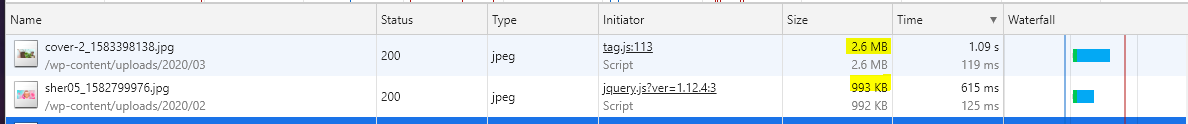 Name Status Type Initiator Size Time Waterfall
cover-2_1583398138.jpg 200 jpeg tag.js:113 2.6 MB 1.09 s
/wp-content/uploads/2020/03 Script 2.6 MB 119 ms
sher05_1582799976.jpg 200 jpeg jquery.js?ver=1.12.4:3 993 KB 615 ms
/wp-content/uploads/2020/02 Script 992 KB 125 ms